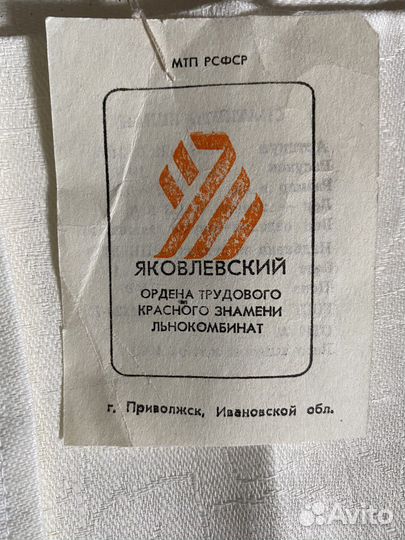 МТП РСФСР
ЯКОВЛЕВСКИЙ
ОРДЕНА ТРУДОВОГО
КРАСНОГО ЗНАМЕНИ
ЛЬНОКОМБИНАТ
г. Приволжск, Ивановской обл.
Avito